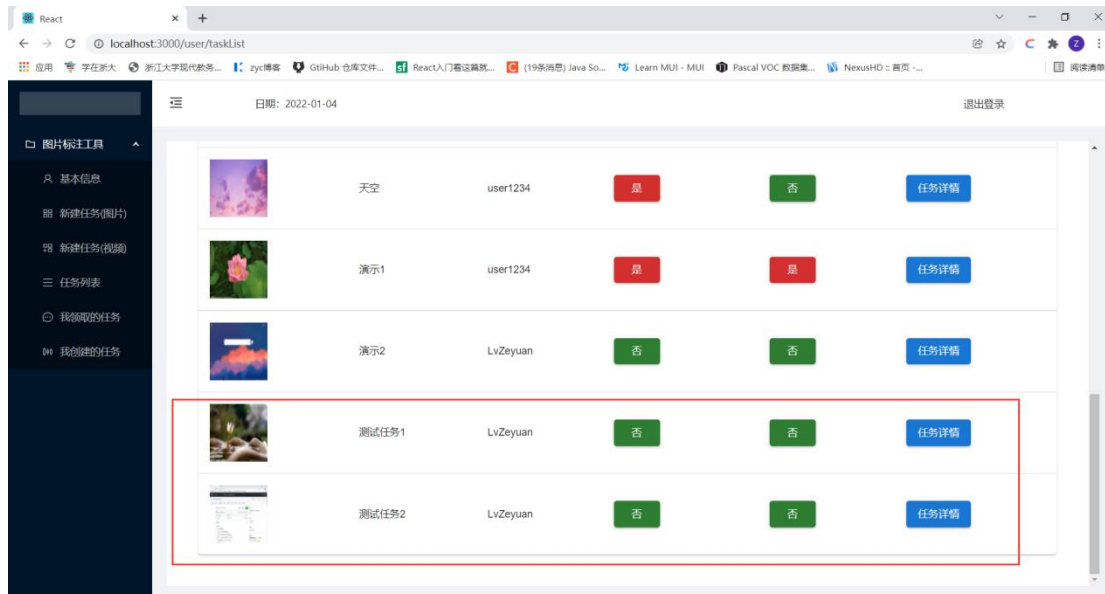 React
localhost:3000/user/taskList
应用 学在浙大 浙江大学现代教务... zyc博客 GtiHub 仓库文件... React入门看这篇就... (19条消息) Java So... Learn MUI - MUI Pascal VOC 数据集... NexusHD :: 首页 -... 阅读清单
日期: 2022-01-04 退出登录
图片标注工具
基本信息
新建任务(图片)
新建任务(视频)
任务列表
我领取的任务
我创建的任务
天空 user1234 是 否 任务详情
演示1 user1234 是 是 任务详情
演示2 LvZeyuan 否 否 任务详情
测试任务1 LvZeyuan 否 否 任务详情
测试任务2 LvZeyuan 否 否 任务详情